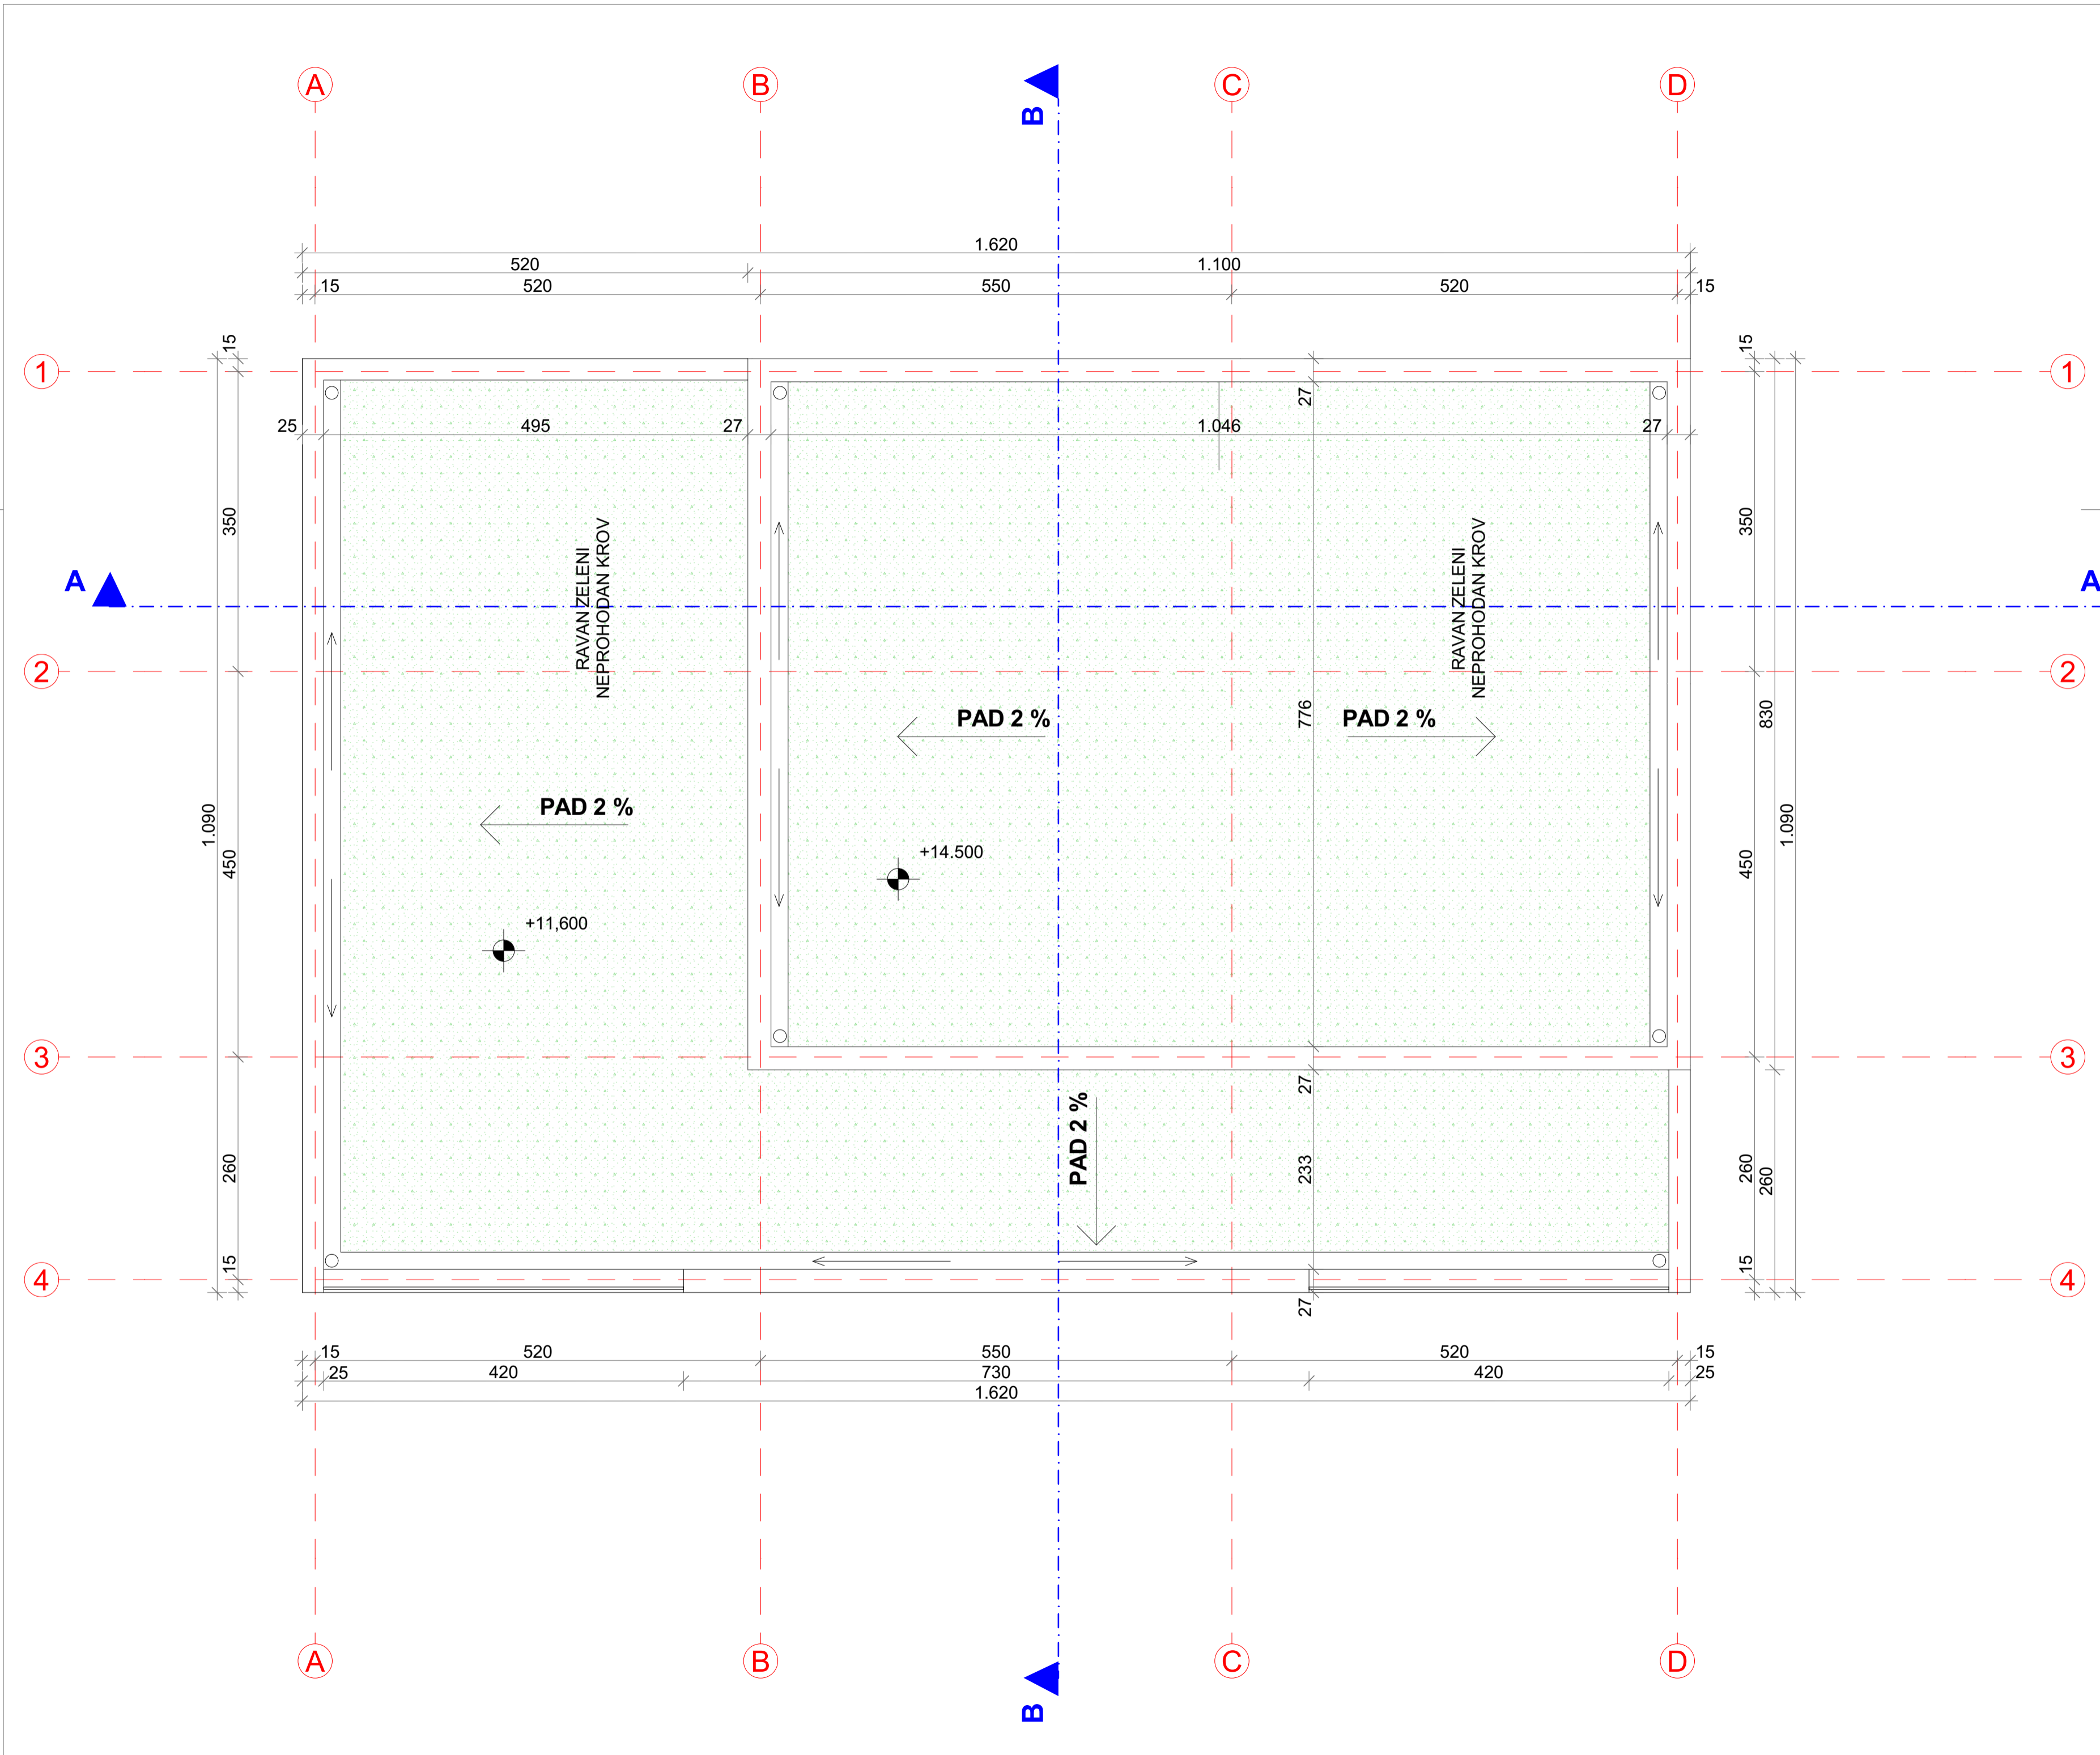 A B C D
B
1.620
520 1.100
15 520 550 520 15
15 15
1 1
27
25 495 27 1.046 27
350 350
RAVAN ZELENI
NEPROHODAN KROV
RAVAN ZELENI
NEPROHODAN KROV
A A
2 2
PAD 2 % PAD 2 %
776 830
PAD 2 %
1.090 1.090
+14.500
450 450
+11,600
3 3
27
PAD 2 %
260 233 260 260
15 15
4 4
27
15 520 550 520 15
25 420 730 420 25
1.620
A B C D
B